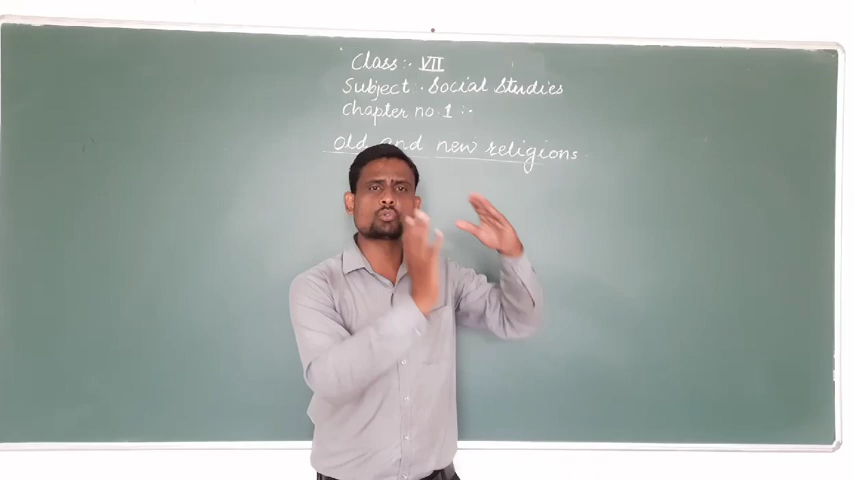 Class:- VII
Subject:- Social Studies
Chapter no. 1:-
old and new religions